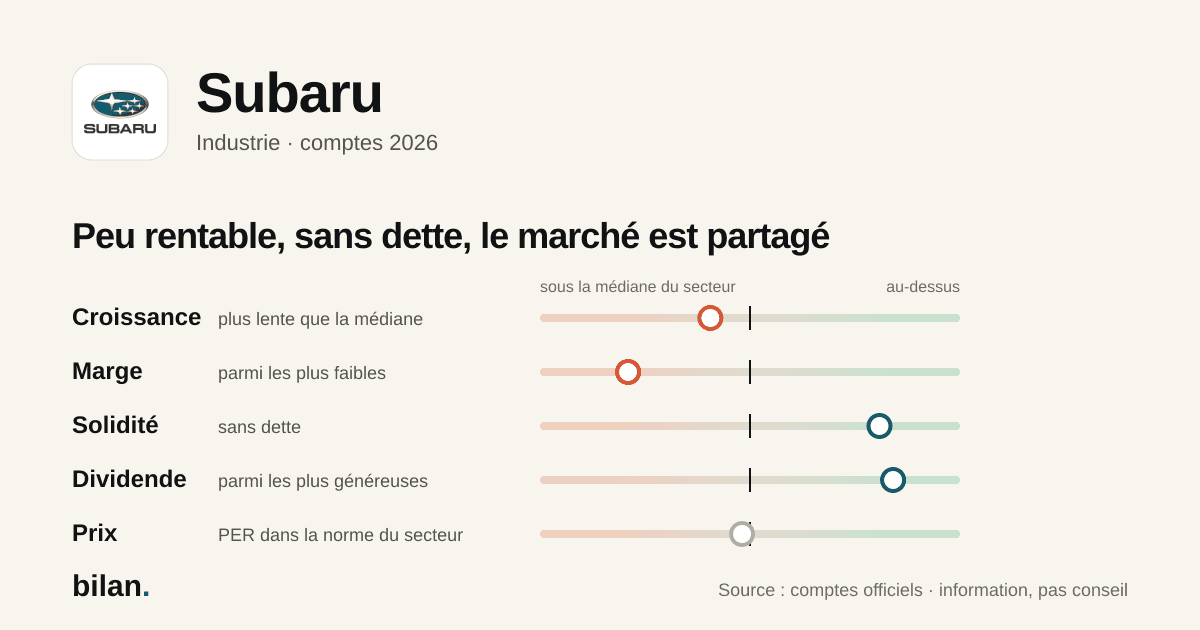 SUBARU
Subaru
Industrie · comptes 2026
Peu rentable, sans dette, le marché est partagé
sous la médiane du secteur au-dessus
Croissance plus lente que la médiane
Marge parmi les plus faibles
Solidité sans dette
Dividende parmi les plus généreuses
Prix PER dans la norme du secteur
bilan.
Source : comptes officiels · information, pas conseil